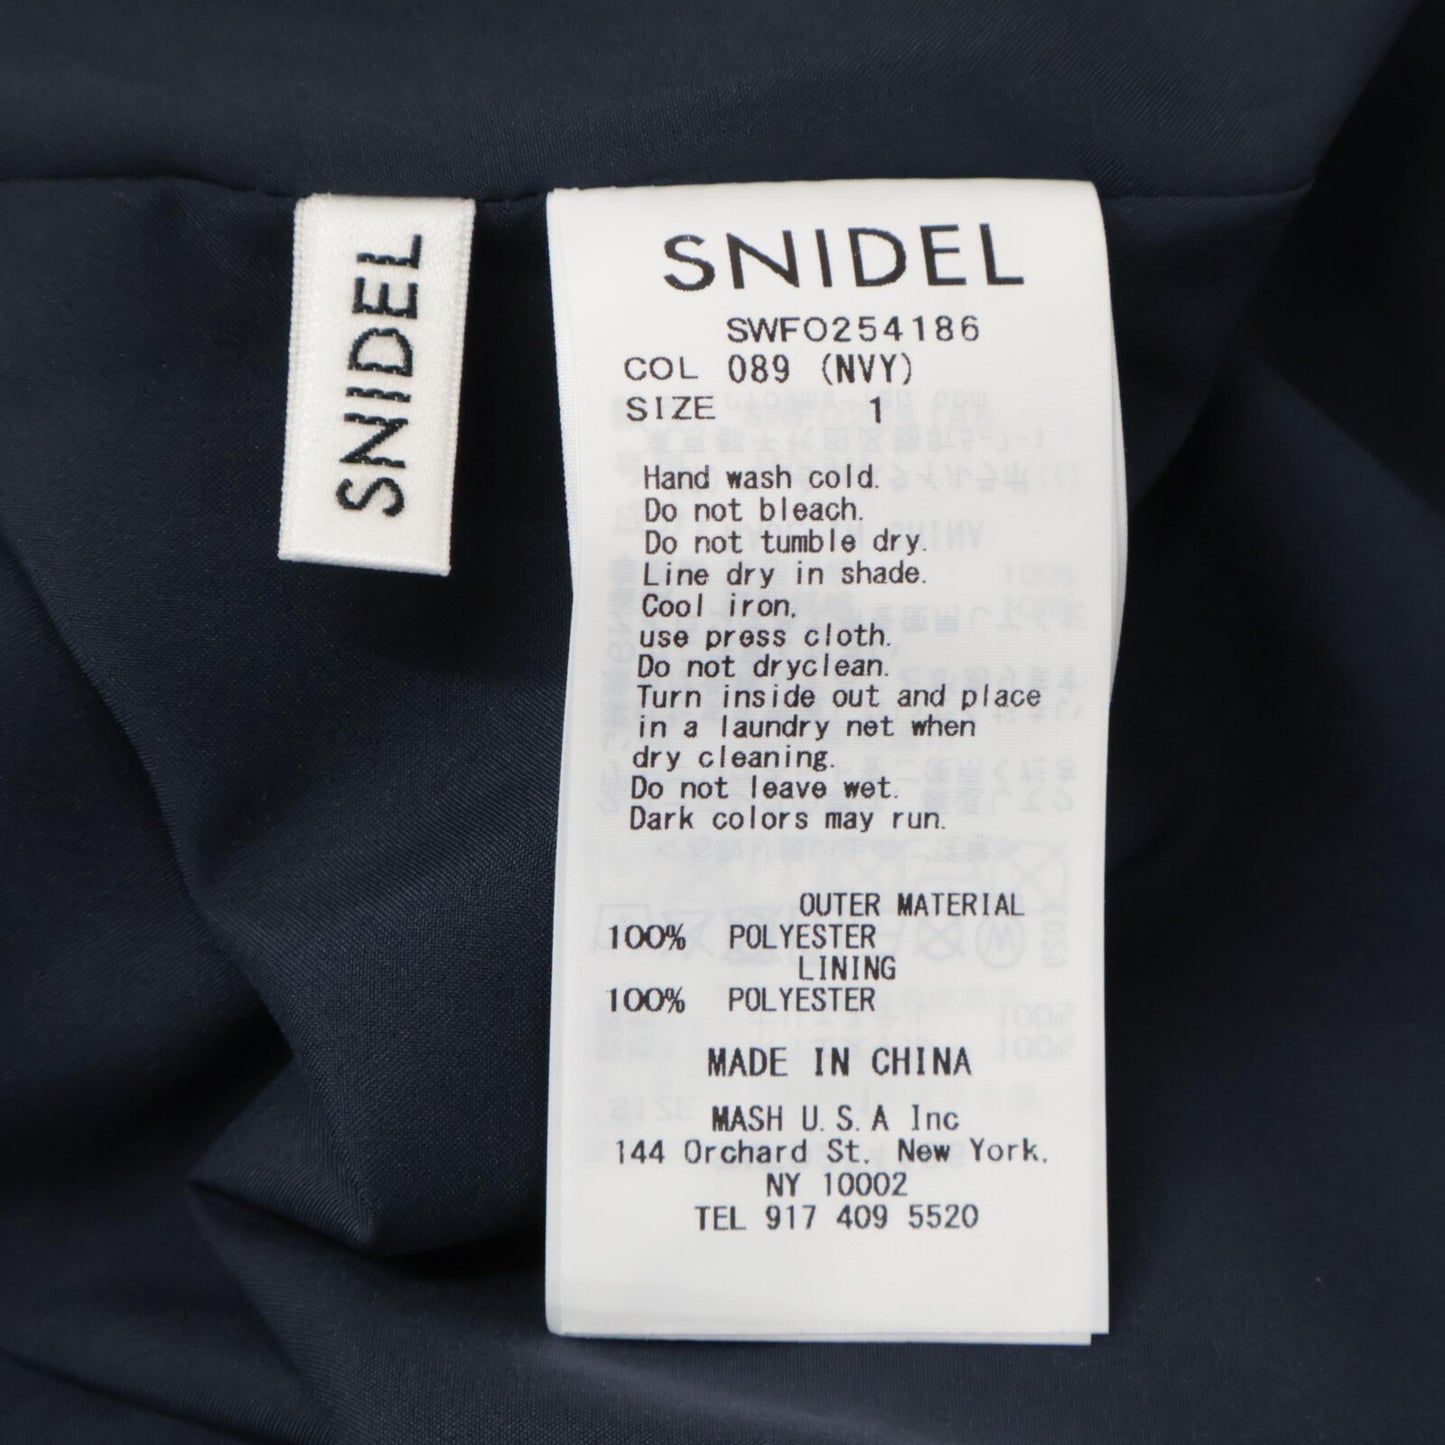 SNIDEL
SNIDEL
SWFO254186
COL 089 (NVY)
SIZE 1
Hand wash cold.
Do not bleach.
Do not tumble dry.
Line dry in shade.
Cool iron,
use press cloth.
Do not dryclean.
Turn inside out and place
in a laundry net when
dry cleaning.
Do not leave wet.
Dark colors may run.
OUTER MATERIAL
100% POLYESTER
LINING
100% POLYESTER
MADE IN CHINA
MASH U.S.A Inc
144 Orchard St. New York.
NY 10002
TEL 917 409 5520